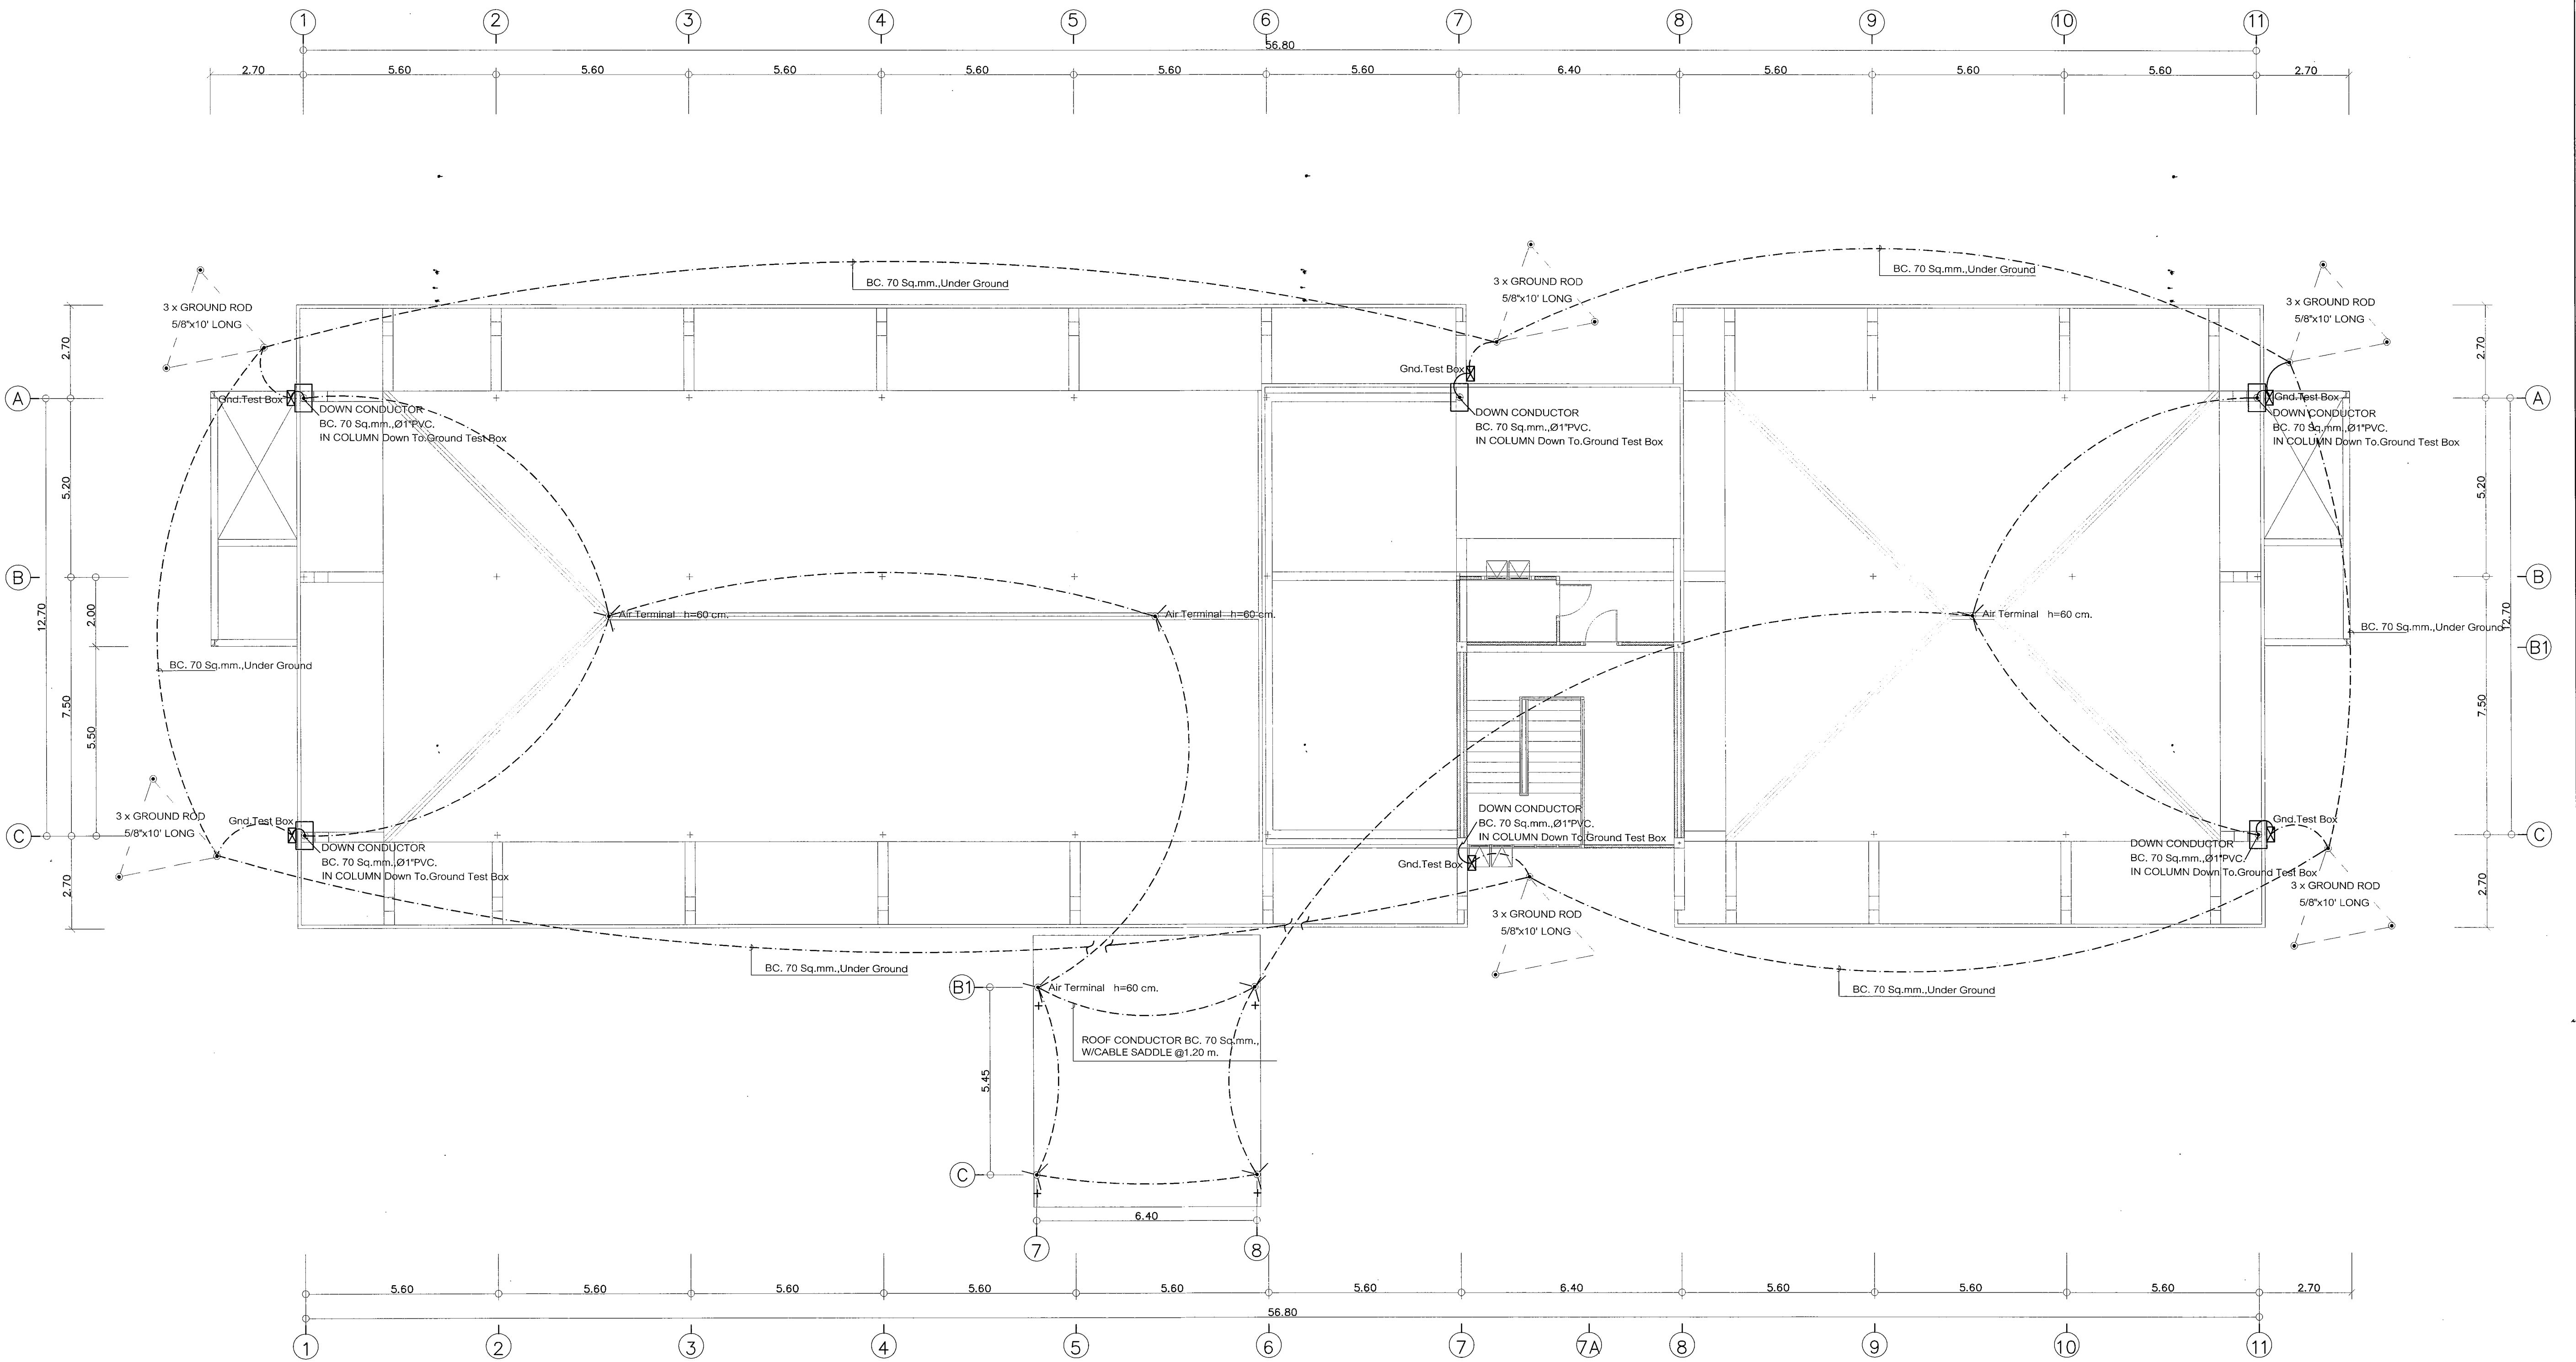 1 2 3 4 5 6 7 8 9 10 11
56.80
2.70 5.60 5.60 5.60 5.60 5.60 5.60 6.40 5.60 5.60 5.60 2.70
BC. 70 Sq.mm.,Under Ground
BC. 70 Sq.mm.,Under Ground
3 x GROUND ROD
5/8"x10' LONG
3 x GROUND ROD
5/8"x10' LONG
3 x GROUND ROD
5/8"x10' LONG
2.70
2.70
Gnd.Test Box
Gnd.Test Box
Gnd.Test Box
A
A
DOWN CONDUCTOR
BC. 70 Sq.mm.,Ø1"PVC.
IN COLUMN Down To.Ground Test Box
DOWN CONDUCTOR
BC. 70 Sq.mm.,Ø1"PVC.
IN COLUMN Down To.Ground Test Box
DOWN CONDUCTOR
BC. 70 Sq.mm.,Ø1"PVC.
IN COLUMN Down To.Ground Test Box
5.20
5.20
B
B
12.70
2.00
12.70
Air Terminal h=60 cm.
Air Terminal h=60 cm.
Air Terminal h=60 cm.
BC. 70 Sq.mm.,Under Ground
B1
BC. 70 Sq.mm.,Under Ground
7.50
5.50
7.50
3 x GROUND ROD
5/8"x10' LONG
Gnd.Test Box
DOWN CONDUCTOR
BC. 70 Sq.mm.,Ø1"PVC.
IN COLUMN Down To.Ground Test Box
Gnd.Test Box
C
C
DOWN CONDUCTOR
BC. 70 Sq.mm.,Ø1"PVC.
IN COLUMN Down To.Ground Test Box
DOWN CONDUCTOR
BC. 70 Sq.mm.,Ø1"PVC.
IN COLUMN Down To.Ground Test Box
Gnd.Test Box
2.70
2.70
3 x GROUND ROD
5/8"x10' LONG
3 x GROUND ROD
5/8"x10' LONG
BC. 70 Sq.mm.,Under Ground
BC. 70 Sq.mm.,Under Ground
B1
Air Terminal h=60 cm.
ROOF CONDUCTOR BC. 70 Sq.mm.,
W/CABLE SADDLE @1.20 m.
5.45
C
6.40
7 8
5.60 5.60 5.60 5.60 5.60 5.60 6.40 5.60 5.60 5.60 2.70
56.80
1 2 3 4 5 6 7 7A 8 9 10 11